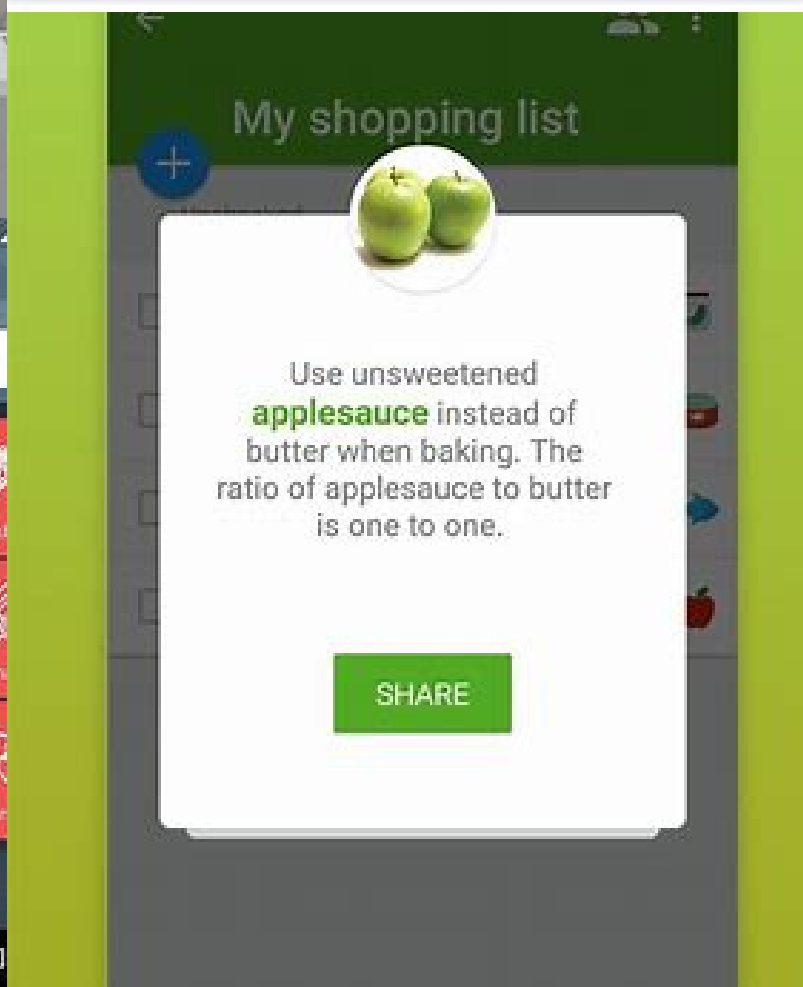 My shopping list
Use unsweetened
applesauce instead of
butter when baking. The
ratio of applesauce to butter
is one to one.
SHARE